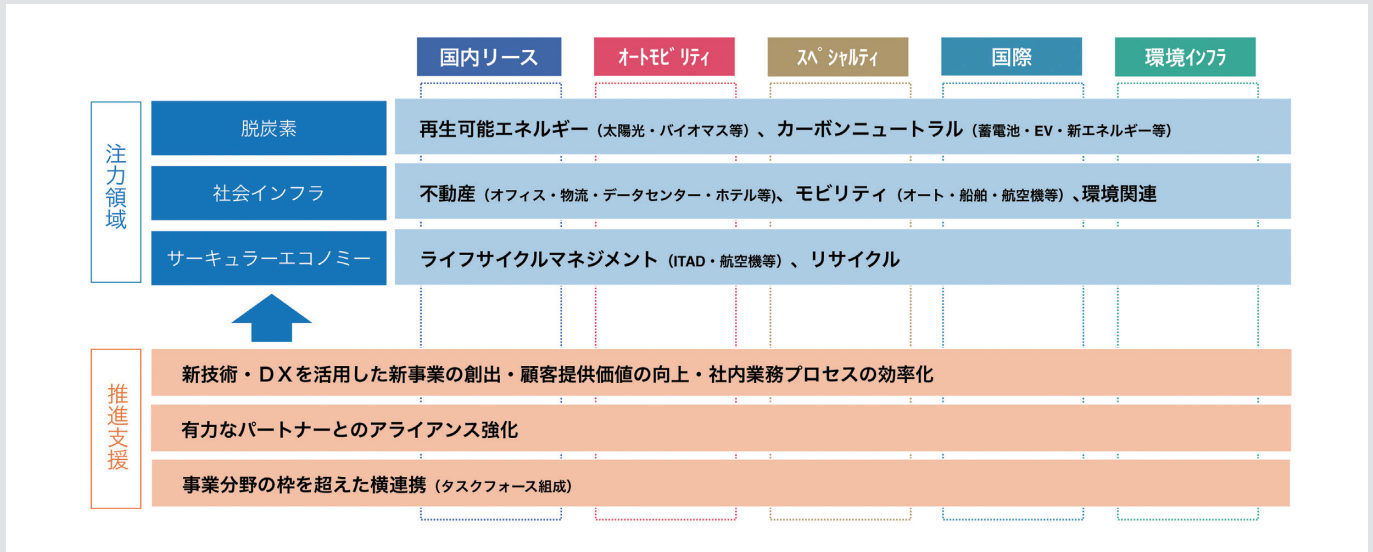 国内リース
オートモビリティ
スペシャルティ
国際
環境インフラ
注力領域
脱炭素
再生可能エネルギー（太陽光・バイオマス等）、カーボンニュートラル（蓄電池・EV・新エネルギー等）
社会インフラ
不動産（オフィス・物流・データセンター・ホテル等)、モビリティ（オート・船舶・航空機等）、環境関連
サーキュラーエコノミー
ライフサイクルマネジメント（ITAD・航空機等）、リサイクル
推進支援
新技術・ＤＸを活用した新事業の創出・顧客提供価値の向上・社内業務プロセスの効率化
有力なパートナーとのアライアンス強化
事業分野の枠を超えた横連携（タスクフォース組成）